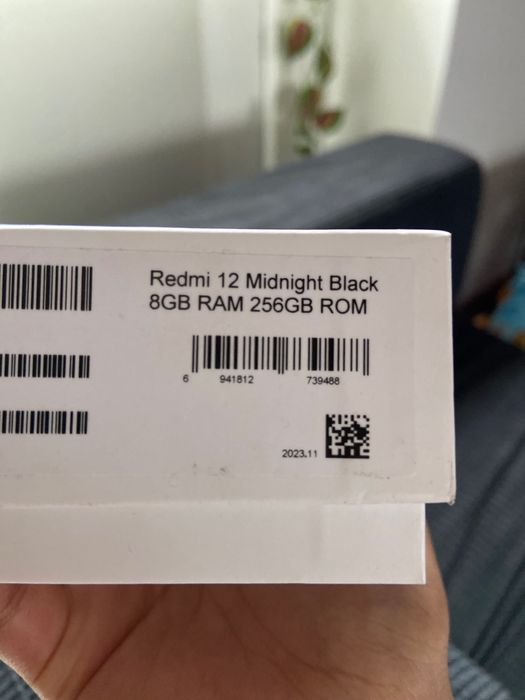 Redmi 12 Midnight Black
8GB RAM 256GB ROM
6 941812 739488
2023.11